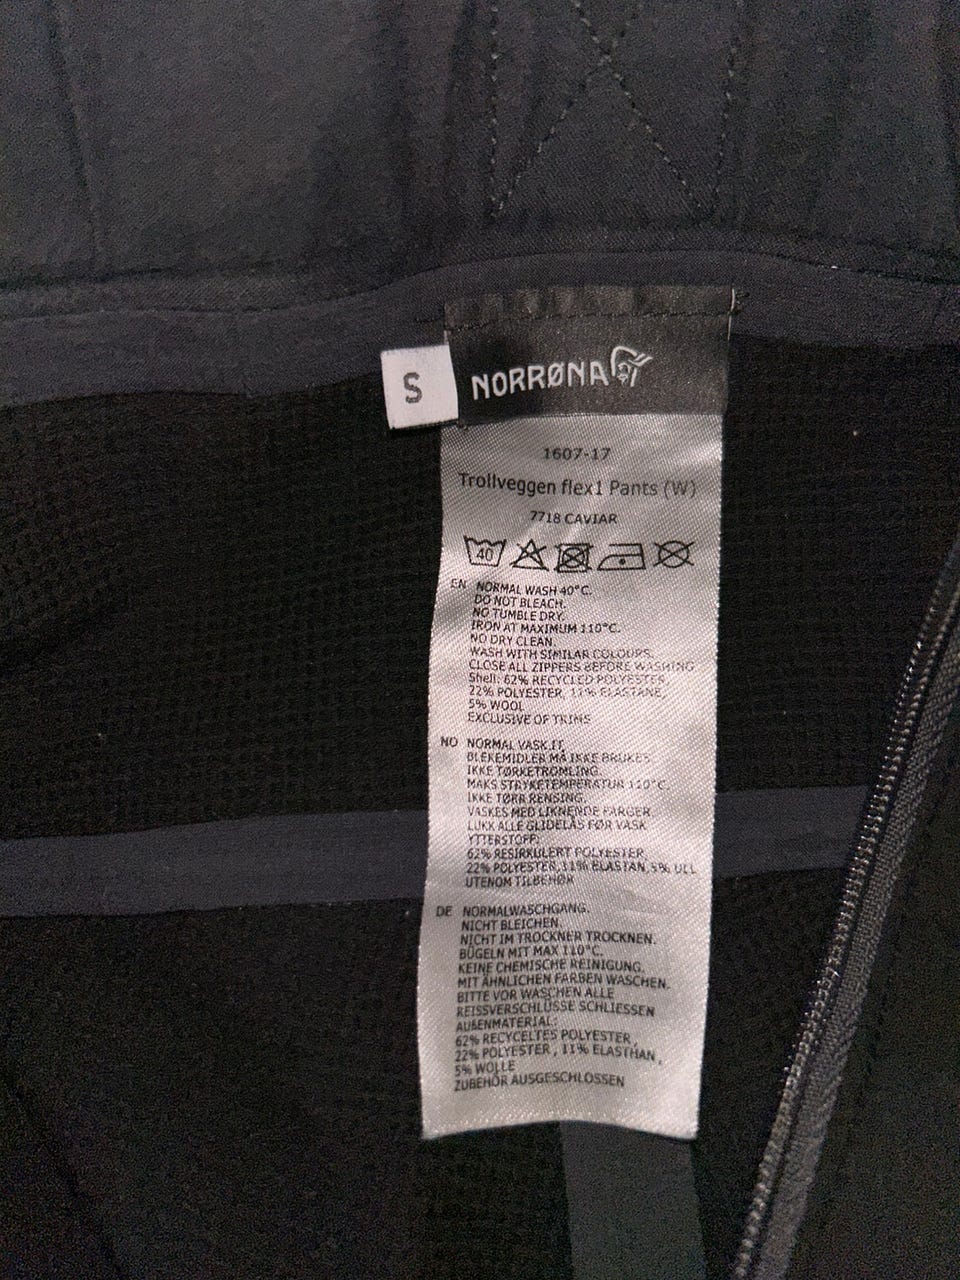 S
NORRØNA
1607-17
Trollveggen flex1 Pants (W)
7718 CAVIAR
40
EN NORMAL WASH 40°C.
DO NOT BLEACH.
NO TUMBLE DRY.
IRON AT MAXIMUM 110°C.
NO DRY CLEAN.
WASH WITH SIMILAR COLOURS.
CLOSE ALL ZIPPERS BEFORE WASHING
Shell: 62% RECYCLED POLYESTER,
22% POLYESTER, 11% ELASTANE,
5% WOOL
EXCLUSIVE OF TRIMS
NO NORMAL VASK.IT
BLEKEMIDLER MÅ IKKE BRUKES
IKKE TØRKETROMLING.
MAKS STRYKETEMPERATUR 110°C.
IKKE TØRR RENSING.
VASKES MED LIKNENDE FARGER
LUKK ALLE GLIDELÅS FØR VASK
YTTERSTOFF:
62% RESIRKULERT POLYESTER
22% POLYESTER,11% ELASTAN,5% ULL
UTENOM TILBEHØR
DE NORMALWASCHGANG.
NICHT BLEICHEN
NICHT IM TROCKNER TROCKNEN.
BÜGELN MIT MAX 110°C.
KEINE CHEMISCHE REINIGUNG.
MIT ÄHNLICHEN FARBEN WASCHEN.
BITTE VOR WASCHEN ALLE
REISSVERSCHLÜSSE SCHLIESSEN
AUßENMATERIAL:
62% RECYCELTES POLYESTER,
22% POLYESTER, 11% ELASTHAN,
5% WOLLE
ZUBEHÖR AUSGESCHLOSSEN